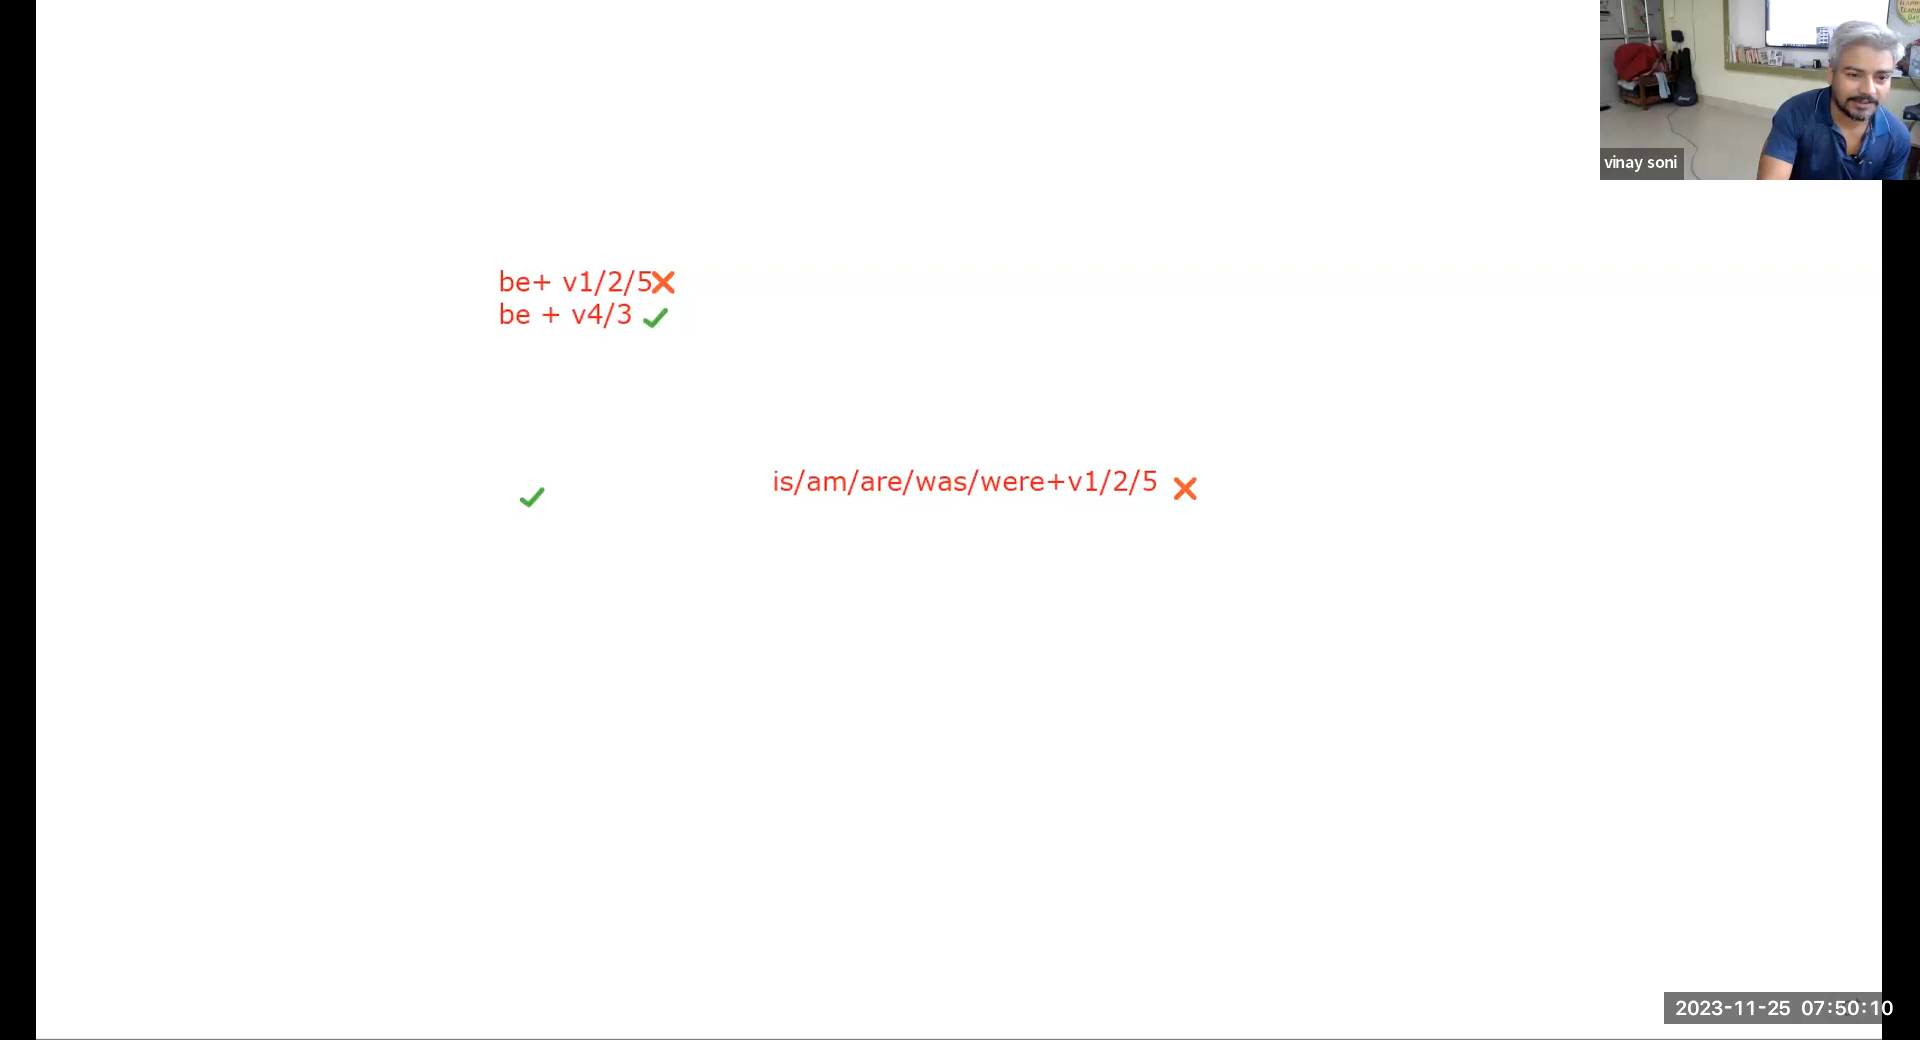 vinay soni
be+ v1/2/5❌
be + v4/3 ✔
✔
is/am/are/was/were+v1/2/5 ❌
2023-11-25 07:50:10